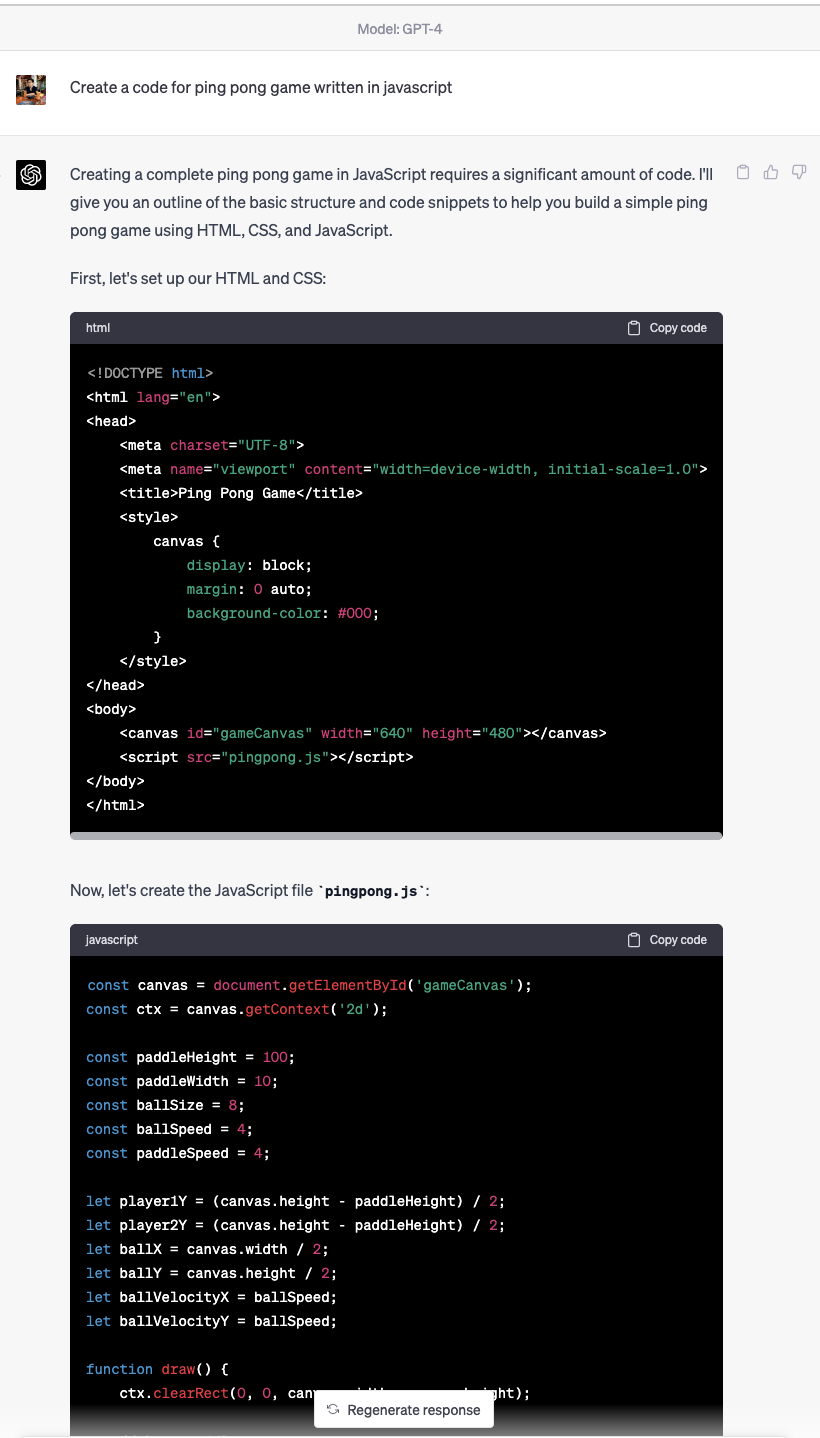 Model: GPT-4
Create a code for ping pong game written in javascript
Creating a complete ping pong game in JavaScript requires a significant amount of code. I'll
give you an outline of the basic structure and code snippets to help you build a simple ping
pong game using HTML, CSS, and JavaScript.
First, let's set up our HTML and CSS:
html Copy code
<!DOCTYPE html>
<html lang="en">
<head>
    <meta charset="UTF-8">
    <meta name="viewport" content="width=device-width, initial-scale=1.0">
    <title>Ping Pong Game</title>
    <style>
        canvas {
            display: block;
            margin: 0 auto;
            background-color: #000;
        }
    </style>
</head>
<body>
    <canvas id="gameCanvas" width="640" height="480"></canvas>
    <script src="pingpong.js"></script>
</body>
</html>
Now, let's create the JavaScript file `pingpong.js`:
javascript Copy code
const canvas = document.getElementById('gameCanvas');
const ctx = canvas.getContext('2d');
const paddleHeight = 100;
const paddleWidth = 10;
const ballSize = 8;
const ballSpeed = 4;
const paddleSpeed = 4;
let player1Y = (canvas.height - paddleHeight) / 2;
let player2Y = (canvas.height - paddleHeight) / 2;
let ballX = canvas.width / 2;
let ballY = canvas.height / 2;
let ballVelocityX = ballSpeed;
let ballVelocityY = ballSpeed;
function draw() {
    ctx.clearRect(0, 0,
Regenerate response